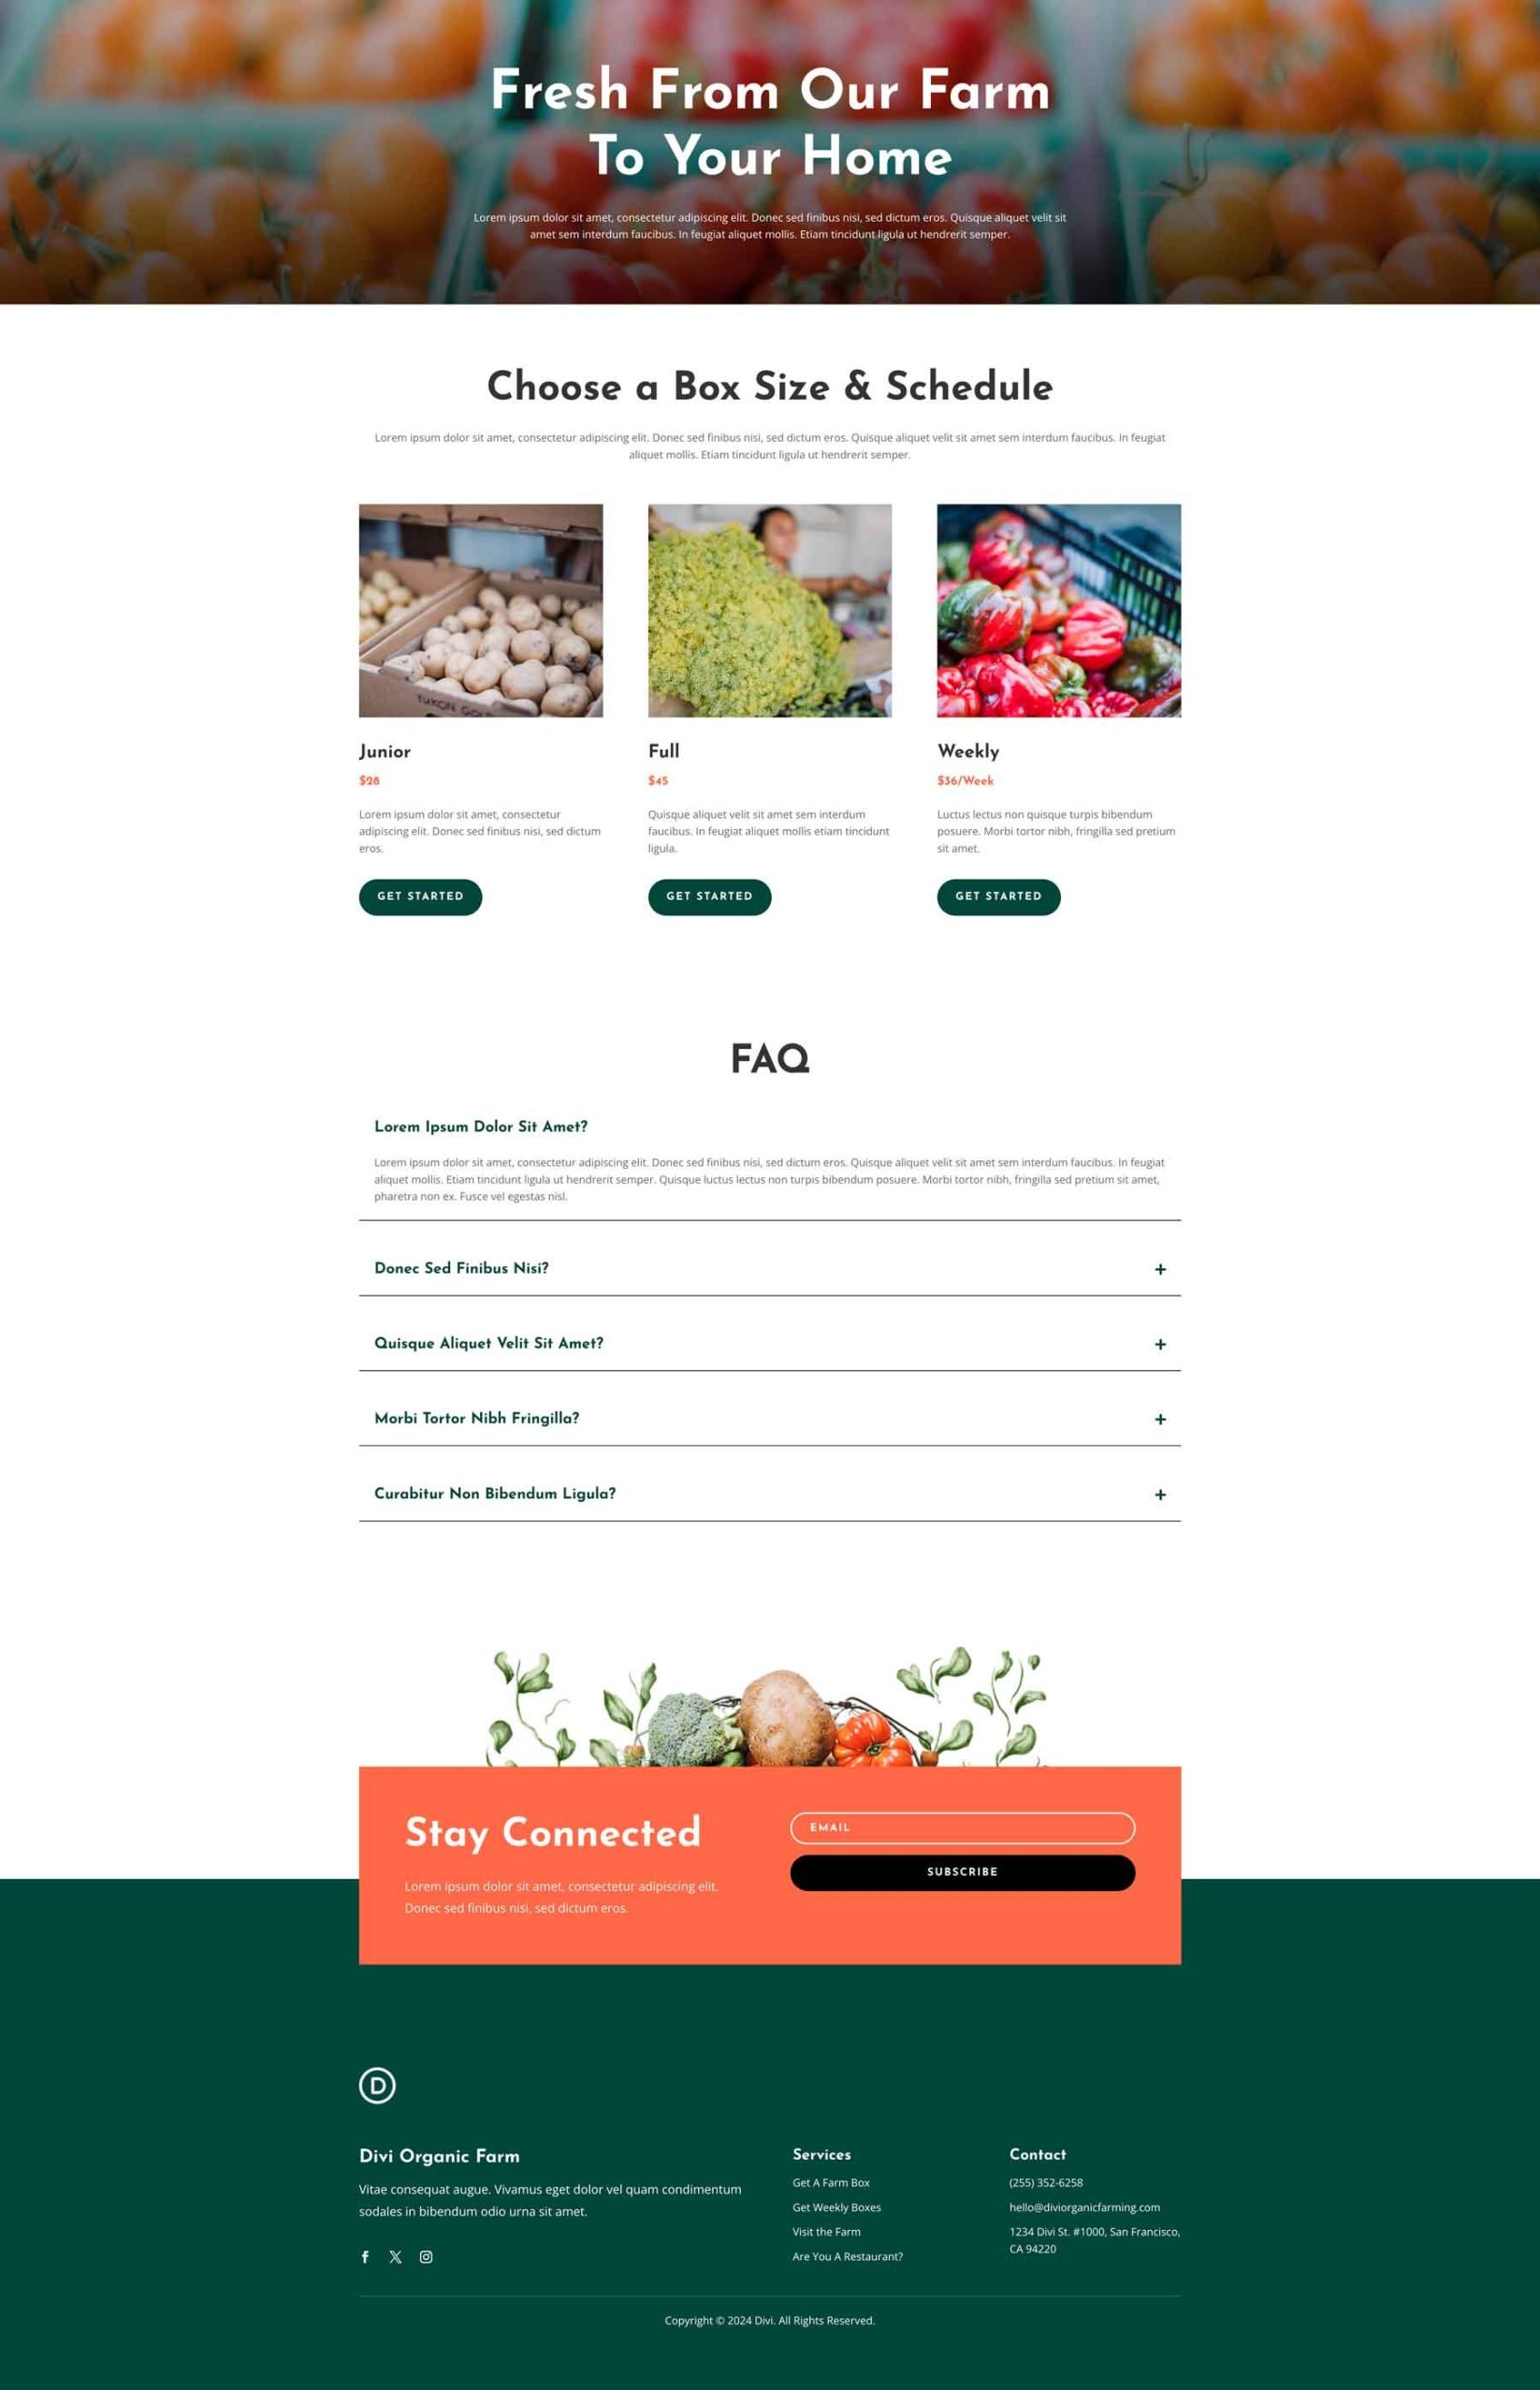 Fresh From Our Farm
To Your Home
Lorem ipsum dolor sit amet, consectetur adipiscing elit. Donec sed finibus nisi, sed dictum eros. Quisque aliquet velit sit
amet sem interdum faucibus. In feugiat aliquet mollis. Etiam tincidunt ligula ut hendrerit semper.
Choose a Box Size & Schedule
Lorem ipsum dolor sit amet, consectetur adipiscing elit. Donec sed finibus nisi, sed dictum eros. Quisque aliquet velit sit amet sem interdum faucibus. In feugiat
aliquet mollis. Etiam tincidunt ligula ut hendrerit semper.
YUKON GOLD
Junior
$28
Lorem ipsum dolor sit amet, consectetur
adipiscing elit. Donec sed finibus nisi, sed dictum
eros.
GET STARTED
Full
$45
Quisque aliquet velit sit amet sem interdum
faucibus. In feugiat aliquet mollis etiam tincidunt
ligula.
GET STARTED
Weekly
$36/Week
Luctus lectus non quisque turpis bibendum
posuere. Morbi tortor nibh, fringilla sed pretium
sit amet.
GET STARTED
FAQ
Lorem Ipsum Dolor Sit Amet?
Lorem ipsum dolor sit amet, consectetur adipiscing elit. Donec sed finibus nisi, sed dictum eros. Quisque aliquet velit sit amet sem interdum faucibus. In feugiat
aliquet mollis. Etiam tincidunt ligula ut hendrerit semper. Quisque luctus lectus non turpis bibendum posuere. Morbi tortor nibh, fringilla sed pretium sit amet,
pharetra non ex. Fusce vel egestas nisl.
Donec Sed Finibus Nisi?
Quisque Aliquet Velit Sit Amet?
Morbi Tortor Nibh Fringilla?
Curabitur Non Bibendum Ligula?
Stay Connected
Lorem ipsum dolor sit amet, consectetur adipiscing elit.
Donec sed finibus nisi, sed dictum eros.
EMAIL
SUBSCRIBE
D
Divi Organic Farm
Vitae consequat augue. Vivamus eget dolor vel quam condimentum
sodales in bibendum odio urna sit amet.
Services
Get A Farm Box
Get Weekly Boxes
Visit the Farm
Are You A Restaurant?
Contact
(255) 352-6258
hello@diviorganicfarming.com
1234 Divi St. #1000, San Francisco,
CA 94220
Copyright © 2024 Divi. All Rights Reserved.